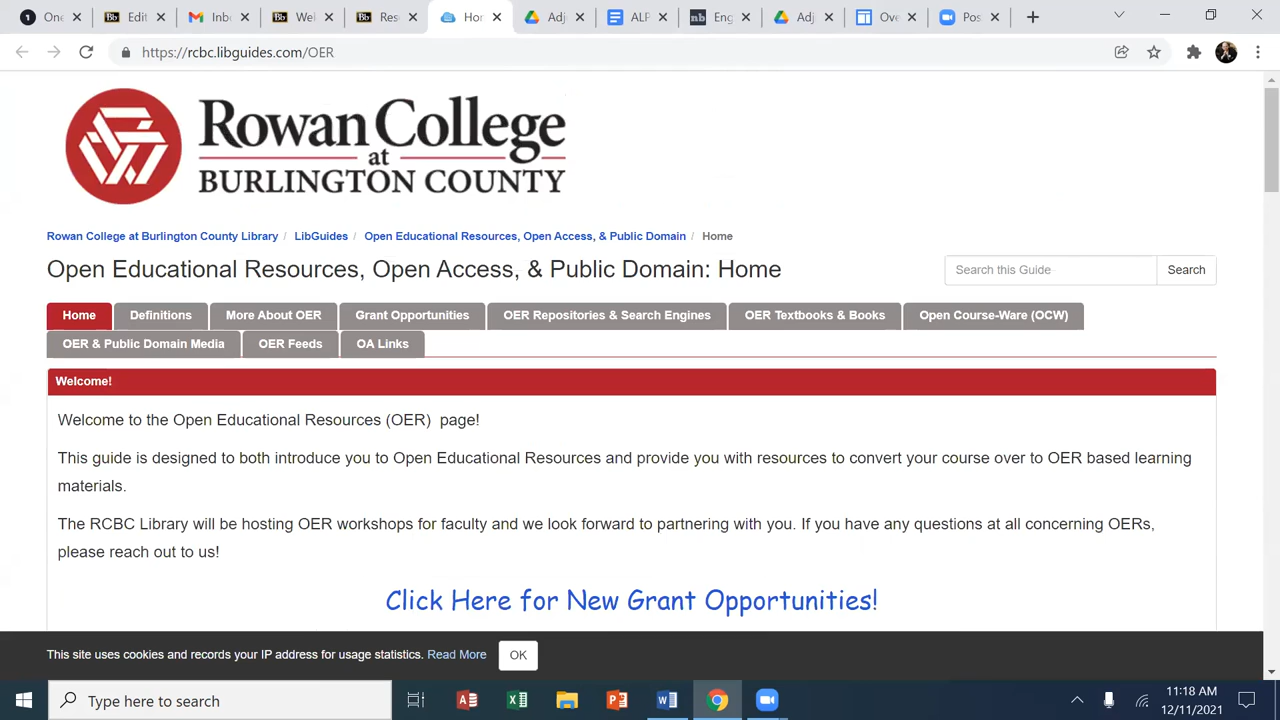 One
Edit
Inb
Wel
Res
Hor
Adj
ALP
Eng
Adj
Ove
Pos
https://rcbc.libguides.com/OER
Rowan College
at
BURLINGTON COUNTY
Rowan College at Burlington County Library / LibGuides / Open Educational Resources, Open Access, & Public Domain / Home
Open Educational Resources, Open Access, & Public Domain: Home
Search this Guide
Search
Home
Definitions
More About OER
Grant Opportunities
OER Repositories & Search Engines
OER Textbooks & Books
Open Course-Ware (OCW)
OER & Public Domain Media
OER Feeds
OA Links
Welcome!
Welcome to the Open Educational Resources (OER) page!
This guide is designed to both introduce you to Open Educational Resources and provide you with resources to convert your course over to OER based learning
materials.
The RCBC Library will be hosting OER workshops for faculty and we look forward to partnering with you. If you have any questions at all concerning OERs,
please reach out to us!
Click Here for New Grant Opportunities!
This site uses cookies and records your IP address for usage statistics. Read More
OK
Type here to search
11:18 AM
12/11/2021